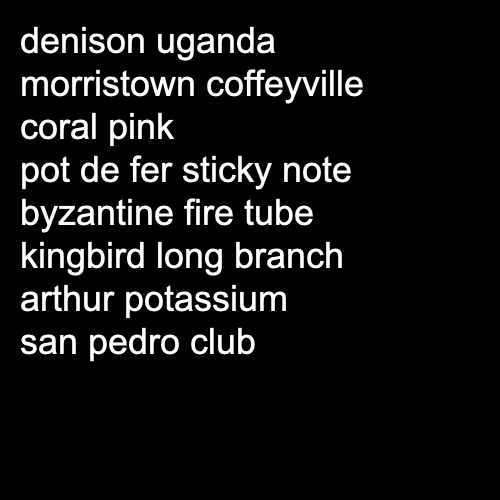 denison uganda
morristown coffeyville
coral pink
pot de fer sticky note
byzantine fire tube
kingbird long branch
arthur potassium
san pedro club